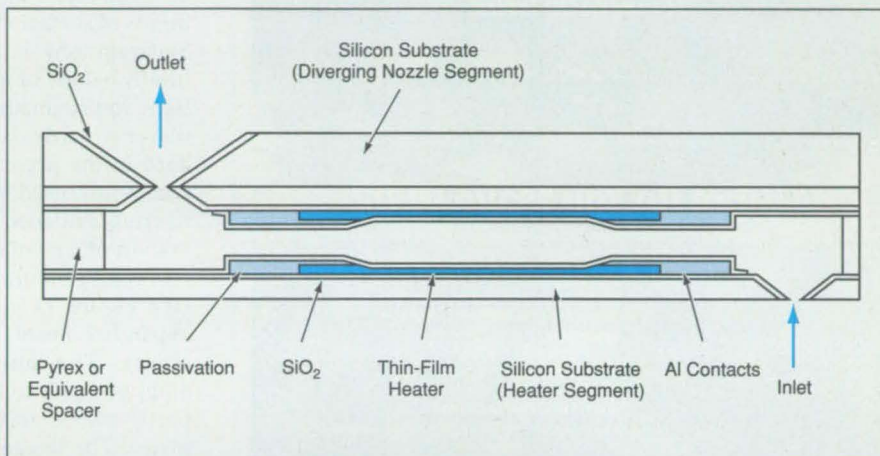 SiO2
Outlet
Silicon Substrate
(Diverging Nozzle Segment)
Pyrex or
Equivalent
Spacer
Passivation
SiO2
Thin-Film
Heater
Silicon Substrate
(Heater Segment)
Al Contacts
Inlet